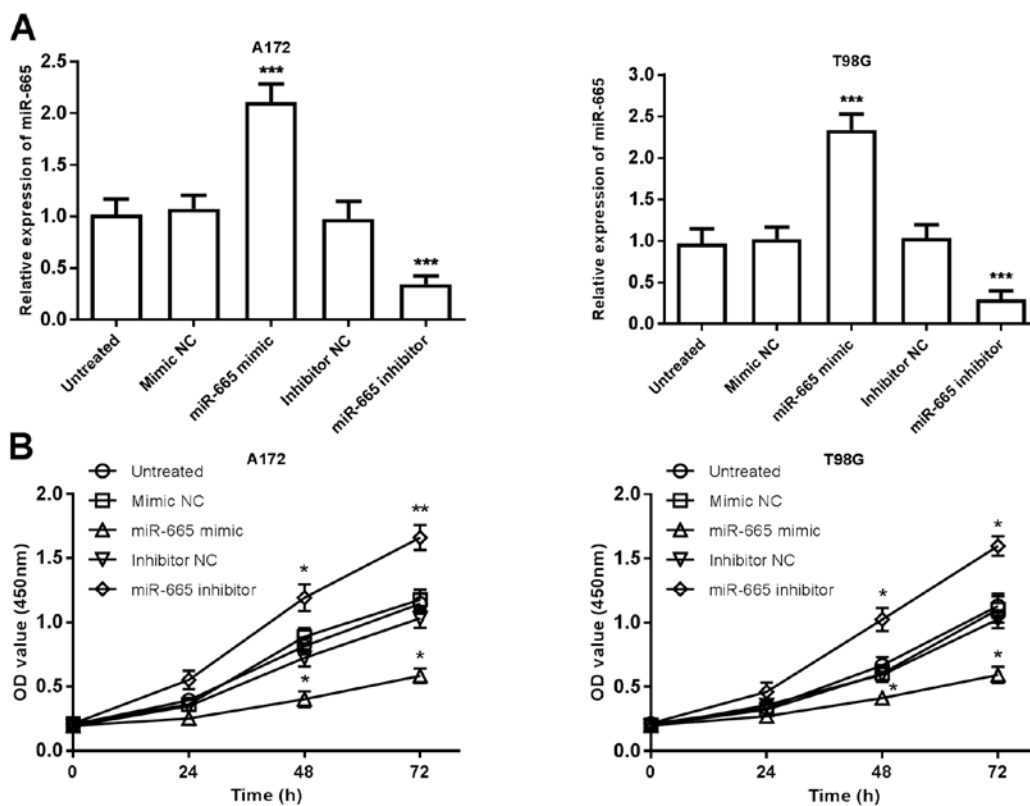 A
A172
Relative expression of miR-665
2.5
2.0
1.5
1.0
0.5
0.0
***
***
Untreated
Mimic NC
miR-665 mimic
Inhibitor NC
miR-665 inhibitor
T98G
Relative expression of miR-665
3.0
2.5
2.0
1.5
1.0
0.5
0.0
***
***
Untreated
Mimic NC
miR-665 mimic
Inhibitor NC
miR-665 inhibitor
B
A172
Untreated
Mimic NC
miR-665 mimic
Inhibitor NC
miR-665 inhibitor
OD value (450nm)
2.0
1.5
1.0
0.5
0.0
*
**
*
*
0 24 48 72
Time (h)
T98G
Untreated
Mimic NC
miR-665 mimic
Inhibitor NC
miR-665 inhibitor
OD value (450nm)
2.0
1.5
1.0
0.5
0.0
*
*
*
*
0 24 48 72
Time (h)